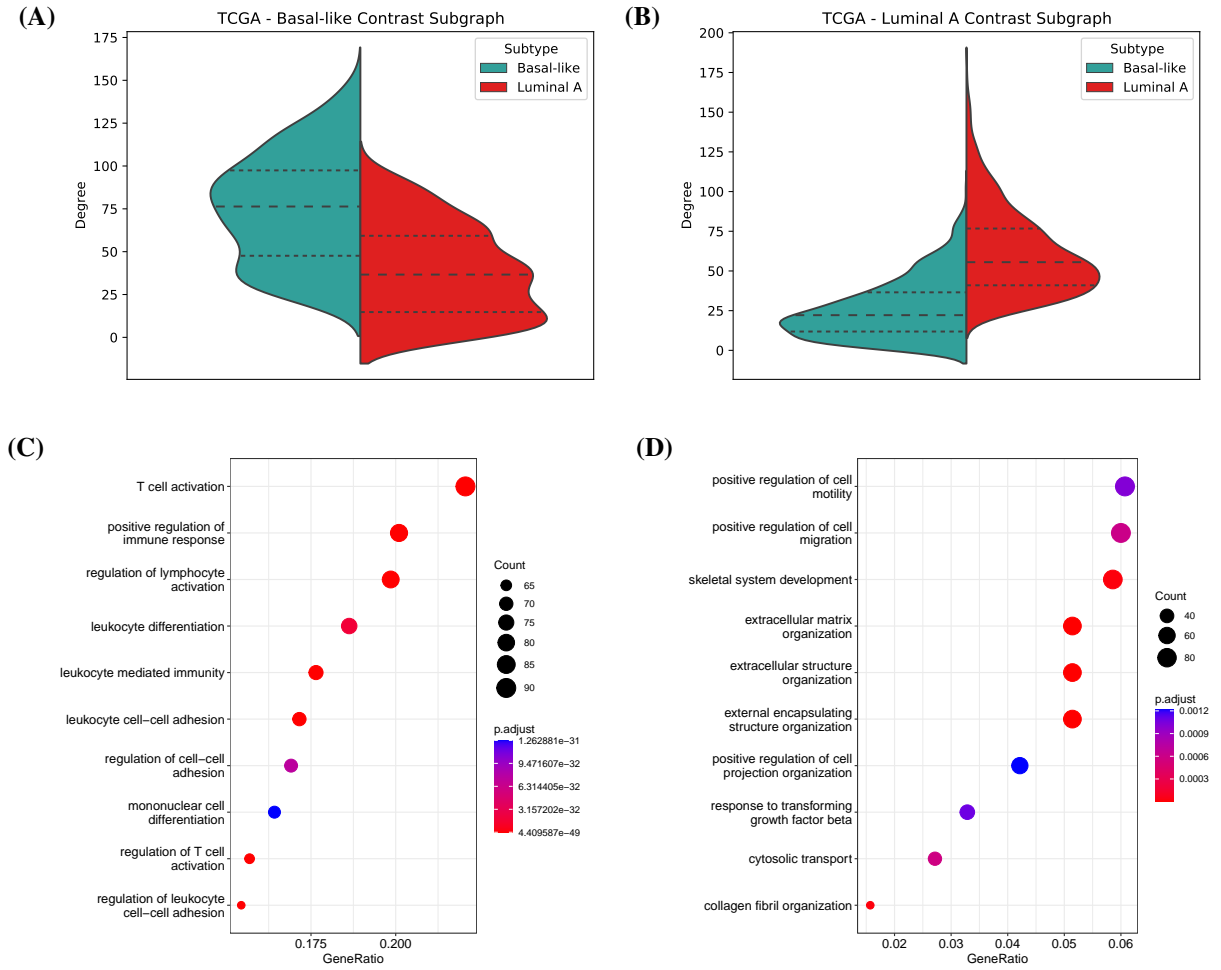 (A)
TCGA - Basal-like Contrast Subgraph
175
150
125
100
75
50
25
0
Degree
Subtype
Basal-like
Luminal A
(B)
TCGA - Luminal A Contrast Subgraph
200
175
150
125
100
75
50
25
0
Degree
Subtype
Basal-like
Luminal A
(C)
T cell activation
positive regulation of
immune response
regulation of lymphocyte
activation
leukocyte differentiation
leukocyte mediated immunity
leukocyte cell−cell adhesion
regulation of cell−cell
adhesion
mononuclear cell
differentiation
regulation of T cell
activation
regulation of leukocyte
cell−cell adhesion
0.175
0.200
GeneRatio
Count
65
70
75
80
85
90
p.adjust
1.262881e−31
9.471607e−32
6.314405e−32
3.157202e−32
4.409587e−49
(D)
positive regulation of cell
motility
positive regulation of cell
migration
skeletal system development
extracellular matrix
organization
extracellular structure
organization
external encapsulating
structure organization
positive regulation of cell
projection organization
response to transforming
growth factor beta
cytosolic transport
collagen fibril organization
0.02
0.03
0.04
0.05
0.06
GeneRatio
Count
40
60
80
p.adjust
0.0012
0.0009
0.0006
0.0003